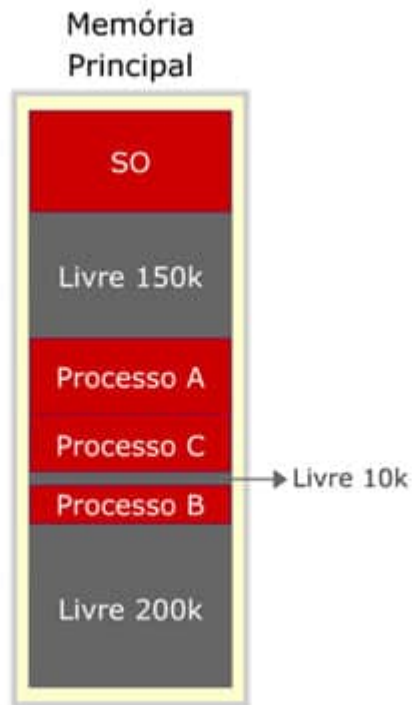 Memória
Principal
SO
Livre 150k
Processo A
Processo C
Livre 10k
Processo B
Livre 200k